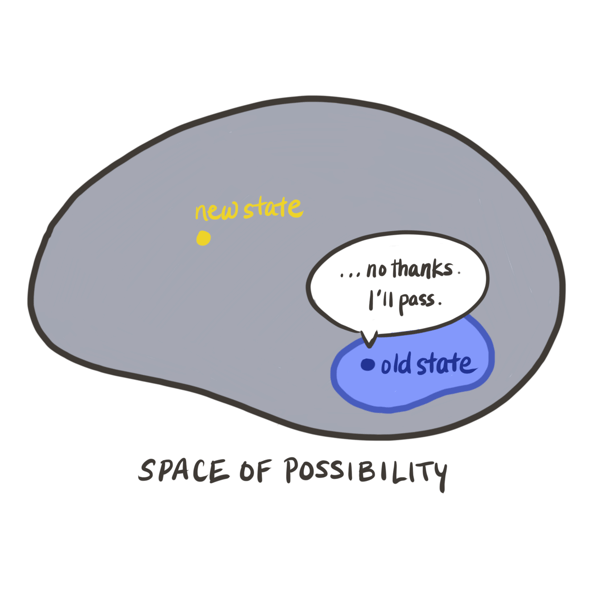 new state
...no thanks.
I'll pass.
old state
SPACE OF POSSIBILITY